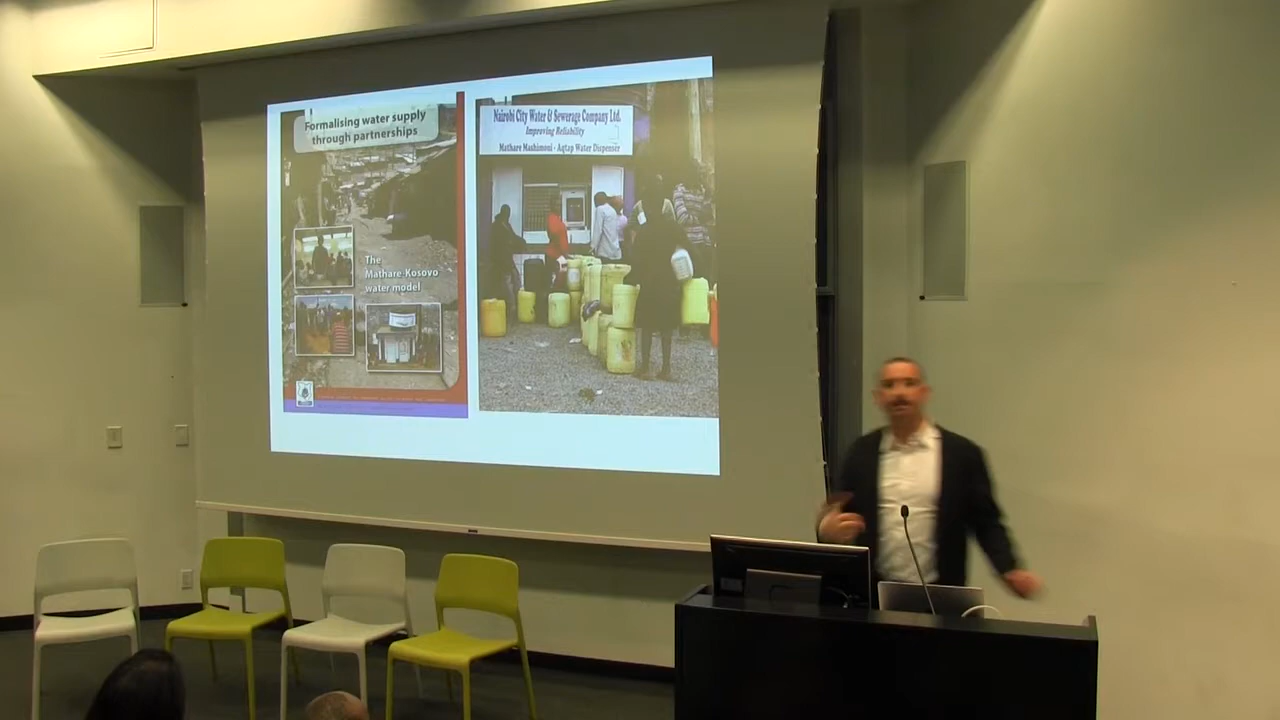 Formalising water supply
through partnerships
The
Mathare-Kosovo
water model
Nairobi City Water & Sewerage Company Ltd.
Improving Reliability
Mathare Mashimoni - Aqtap Water Dispenser